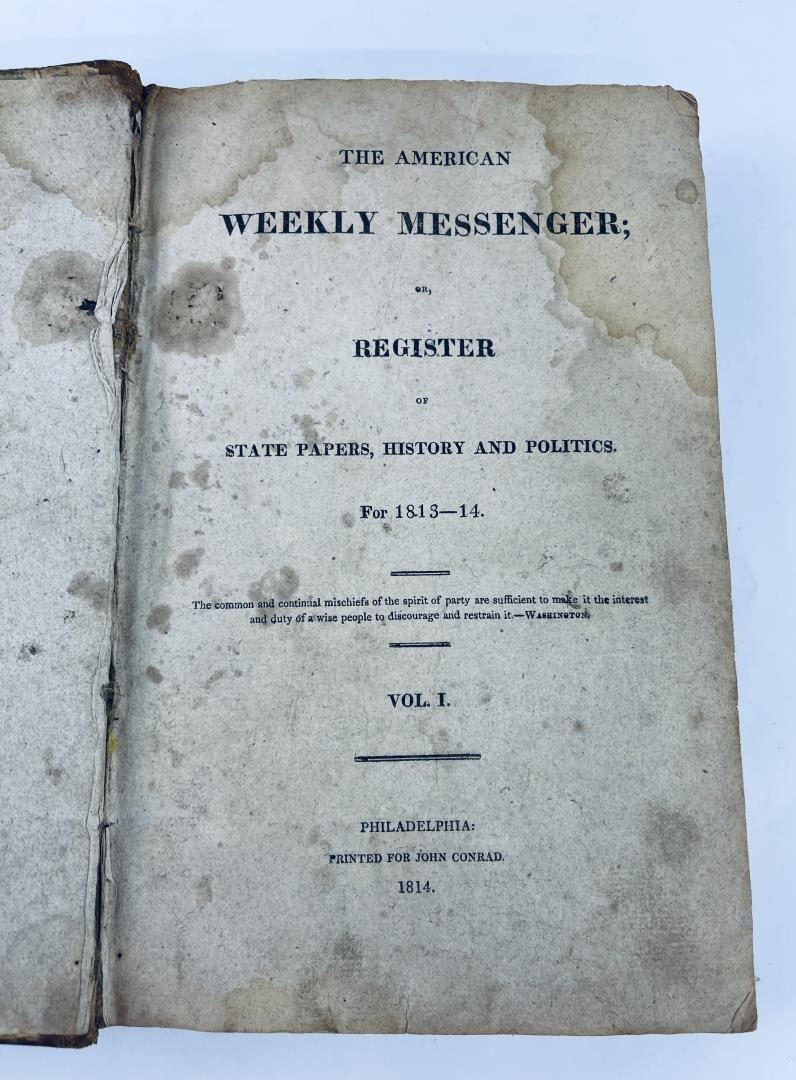 THE AMERICAN
WEEKLY MESSENGER;
OR,
REGISTER
OF
STATE PAPERS, HISTORY AND POLITICS.
For 1813—14.
The common and continual mischiefs of the spirit of party are sufficient to make it the interest
and duty of a wise people to discourage and restrain it.—WASHINGTON.
VOL. I.
PHILADELPHIA:
PRINTED FOR JOHN CONRAD.
1814.